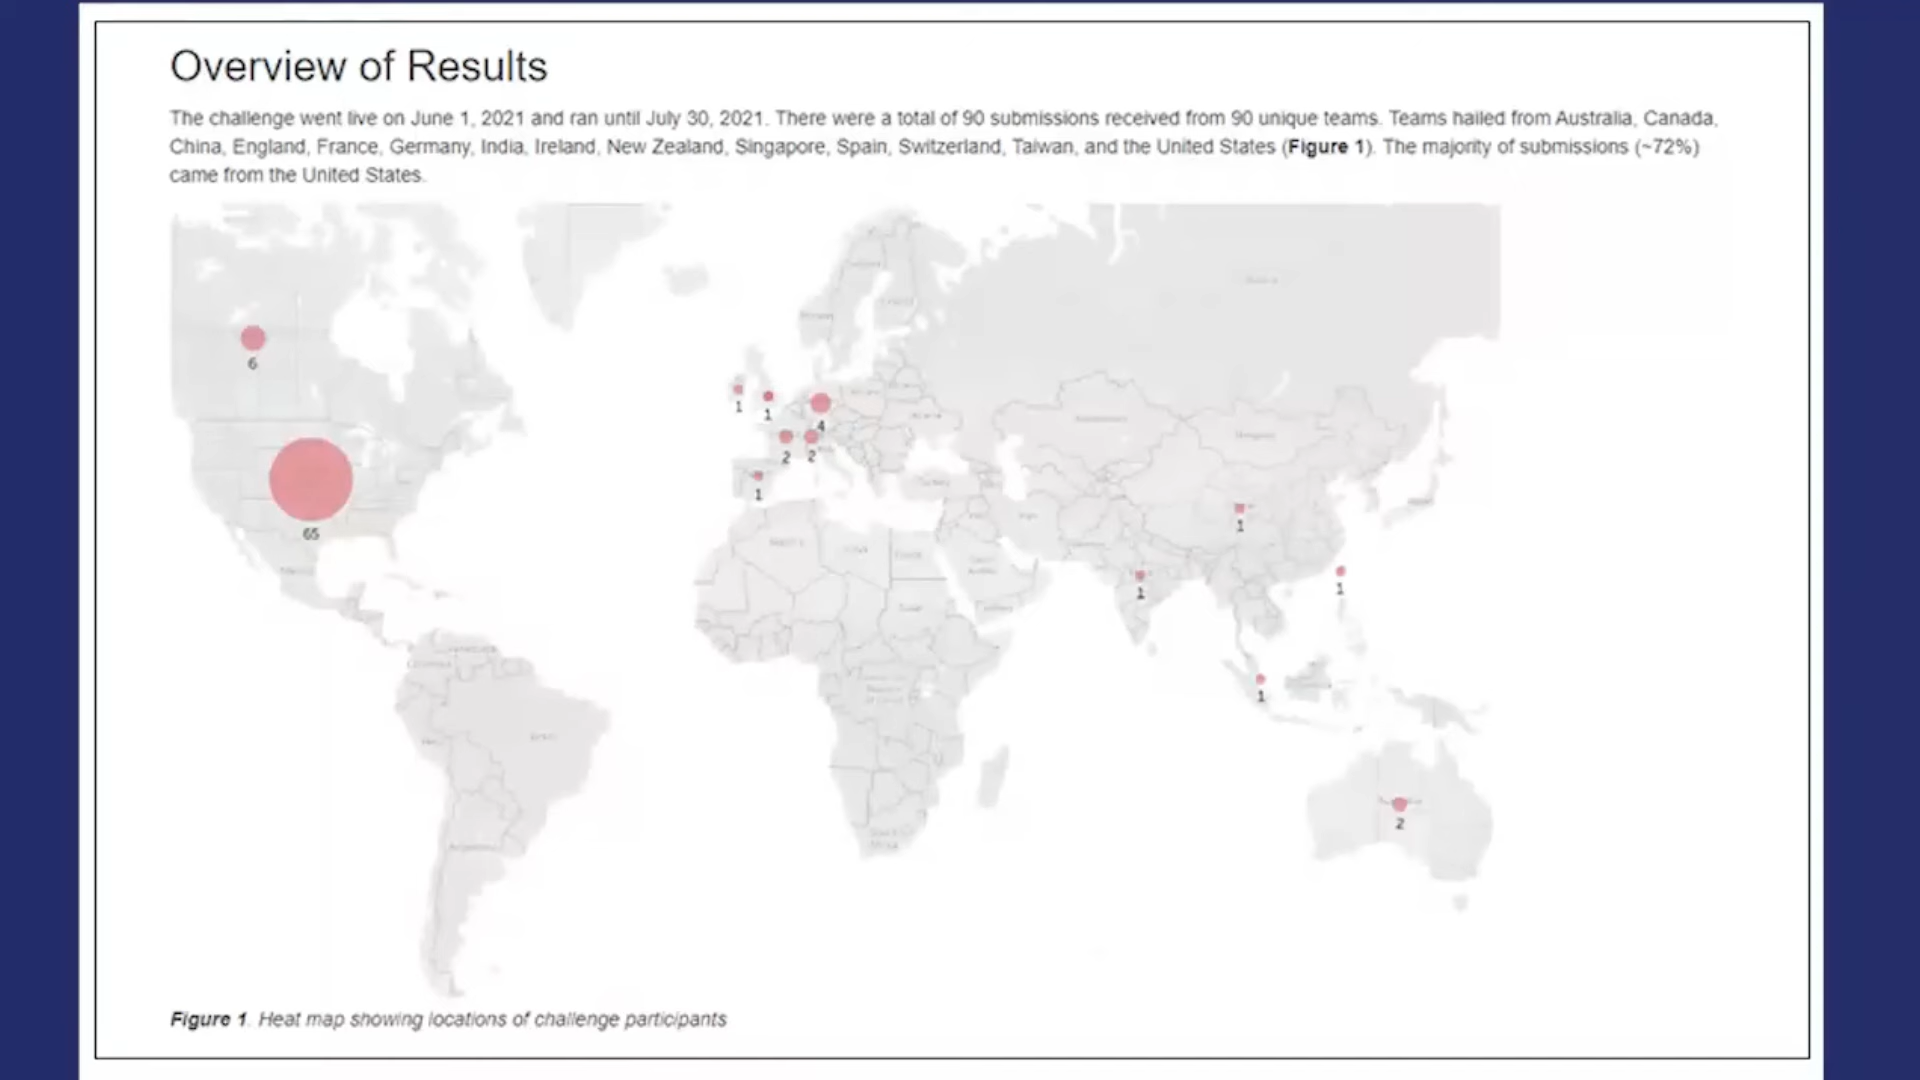 Overview of Results
The challenge went live on June 1, 2021 and ran until July 30, 2021. There were a total of 90 submissions received from 90 unique teams. Teams hailed from Australia, Canada,
China, England, France, Germany, India, Ireland, New Zealand, Singapore, Spain, Switzerland, Taiwan, and the United States (Figure 1). The majority of submissions (~72%)
came from the United States.
6
1
1
4
2
2
1
65
1
1
1
1
2
Figure 1. Heat map showing locations of challenge participants